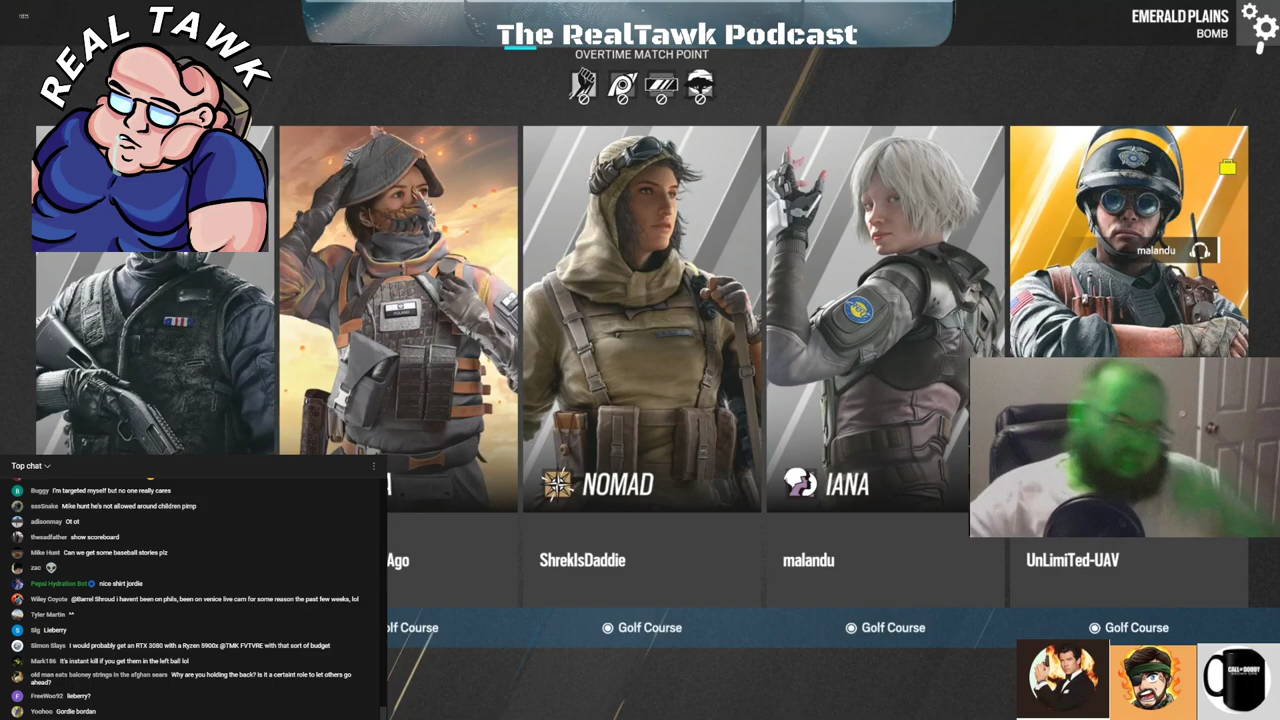 REAL TAWK
The RealTawk Podcast
OVERTIME MATCH POINT
EMERALD PLAINS
BOMB
malandu
POLAND
NOMAD
IANA
Ago
ShrekIsDaddie
malandu
UnLimiTed-UAV
olf Course
Golf Course
Golf Course
Golf Course
Top chat
Buggy I'm targeted myself but no one really cares
sssSnake Mike hunt he's not allowed around children pimp
adisonmay Ot ot
thesadfather show scoreboard
Mike Hunt Can we get some baseball stories plz
zac
Pepsi Hydration Bot nice shirt jordie
Wiley Coyote @Barrel Shroud i havent been on phils, been on venice live cam for some reason the past few weeks, lol
Tyler Martin ^^
Sig Lieberry
Simon Slays I would probably get an RTX 3080 with a Ryzen 5900x @TMK FVTVRE with that sort of budget
Mark186 It's instant kill if you get them in the left ball lol
old man eats baloney strings in the afghan sears Why are you holding the back? is it a certaint role to let others go
ahead?
FreeWoo92 lieberry?
Yoohoo Gordie bordan
CALL OF DOODY